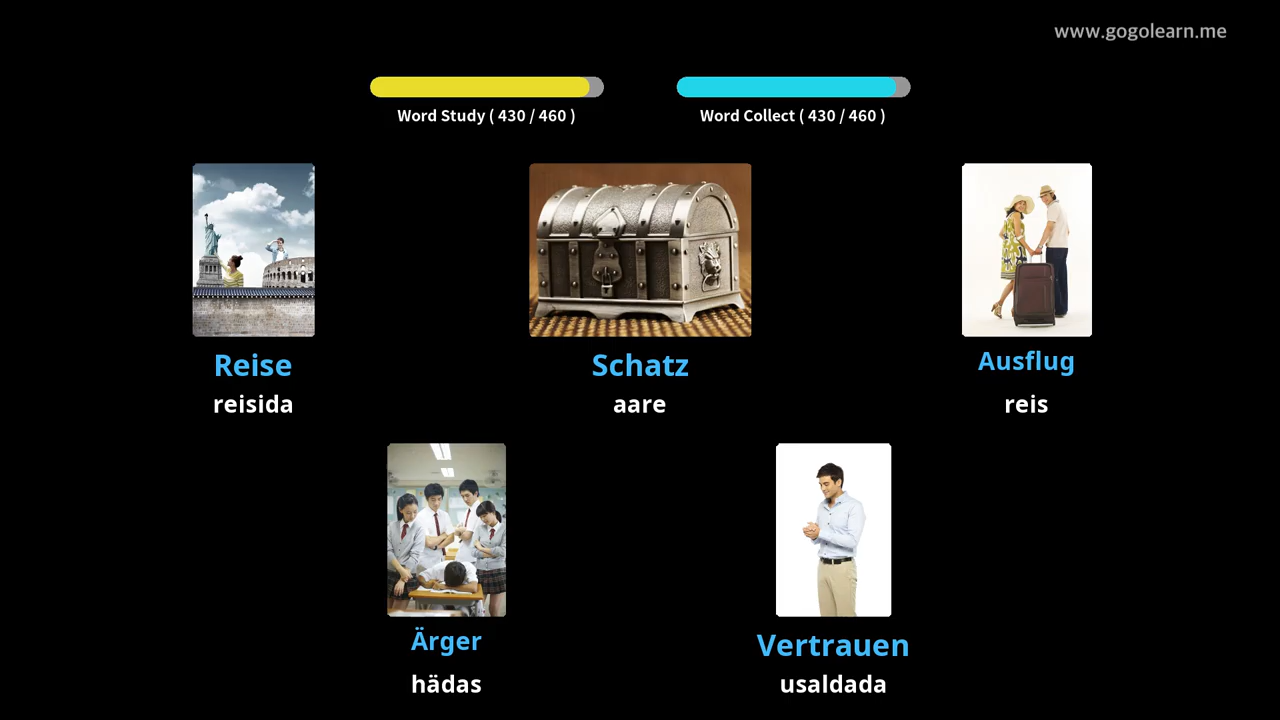 www.gogolearn.me
Word Study ( 430 / 460 )
Word Collect ( 430 / 460 )
Reise
reisida
Schatz
aare
Ausflug
reis
Ärger
hädas
Vertrauen
usaldada